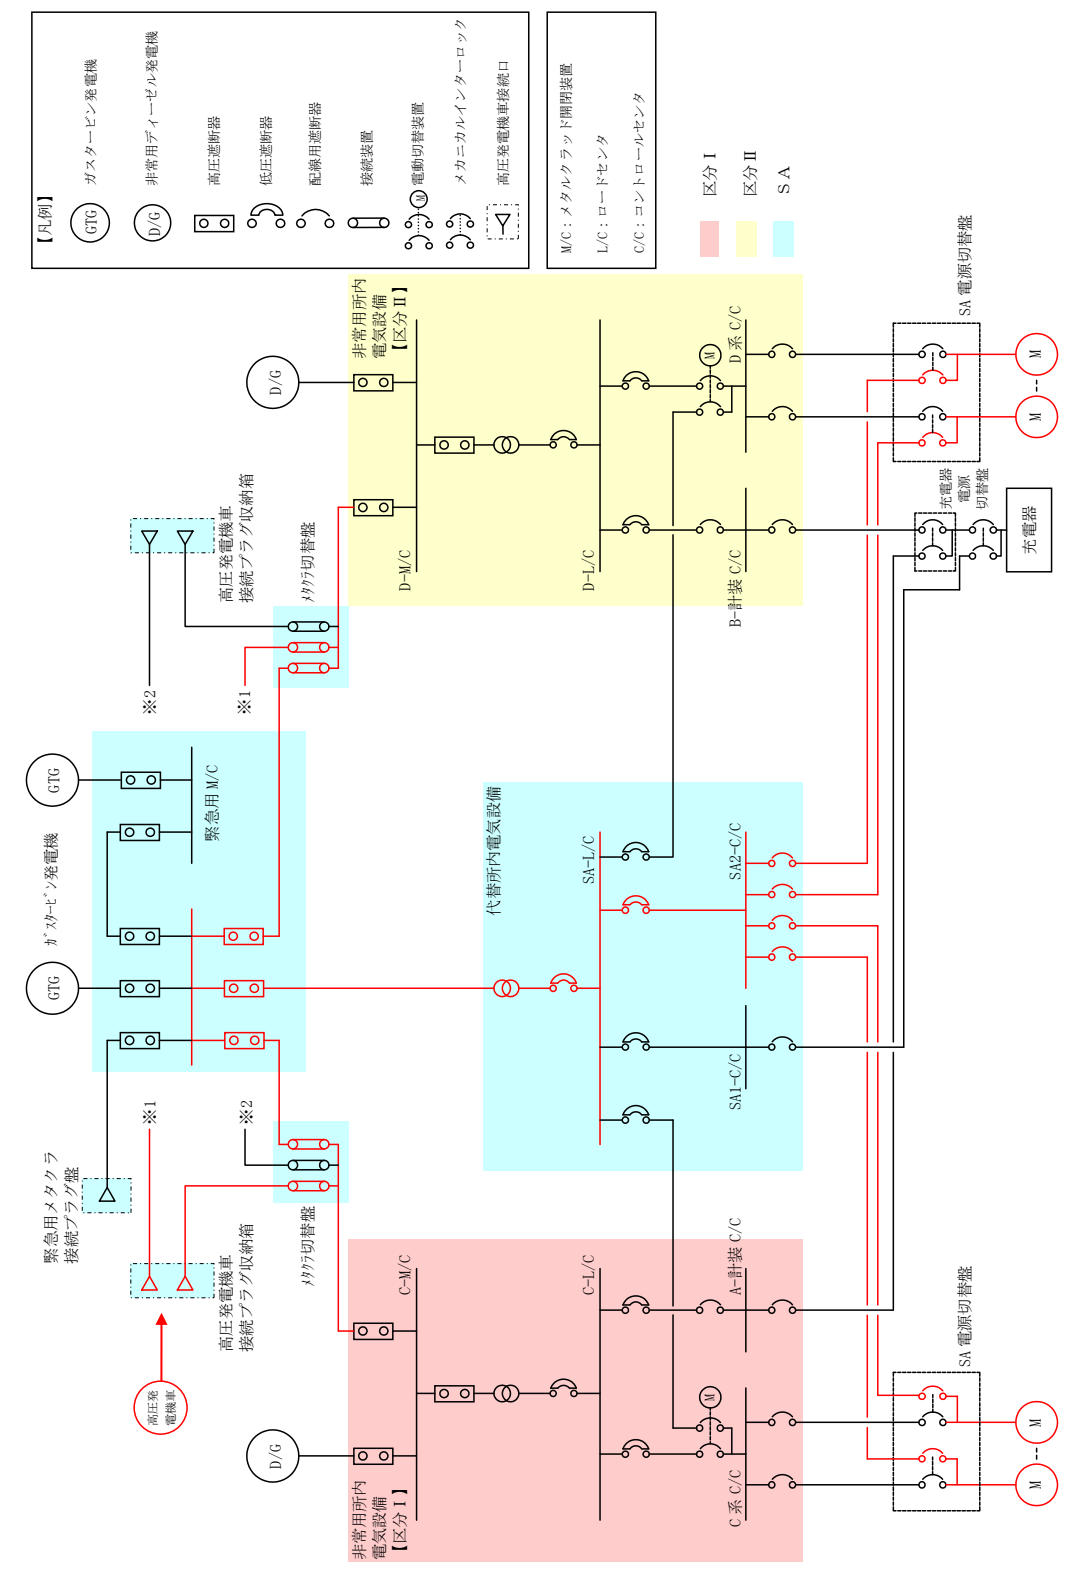 【凡例】
GTG
ガスタービン発電機
D/G
非常用ディーゼル発電機
高圧遮断器
低圧遮断器
配線用遮断器
接続装置
M
電動切替装置
メカニカルインターロック
高圧発電機車接続口
M/C：メタルクラッド開閉装置
L/C：ロードセンタ
C/C：コントロールセンタ
区分Ⅰ
区分Ⅱ
SA
緊急用メタクラ
接続プラグ盤
ｶﾞｽﾀｰﾋﾞﾝ発電機
GTG
GTG
緊急用 M/C
高圧発
電機車
※1
※2
高圧発電機車
接続プラグ収納箱
ﾒﾀｸﾗ切替盤
※2
※1
高圧発電機車
接続プラグ収納箱
ﾒﾀｸﾗ切替盤
D/G
D/G
非常用所内
電気設備
【区分Ⅰ】
C-M/C
C-L/C
M
C 系 C/C
A-計装 C/C
代替所内電気設備
SA-L/C
SA1-C/C
SA2-C/C
非常用所内
電気設備
【区分Ⅱ】
D-M/C
D-L/C
M
B-計装 C/C
D 系 C/C
SA 電源切替盤
M
M
充電器
電源
切替盤
充電器
SA 電源切替盤
M
M